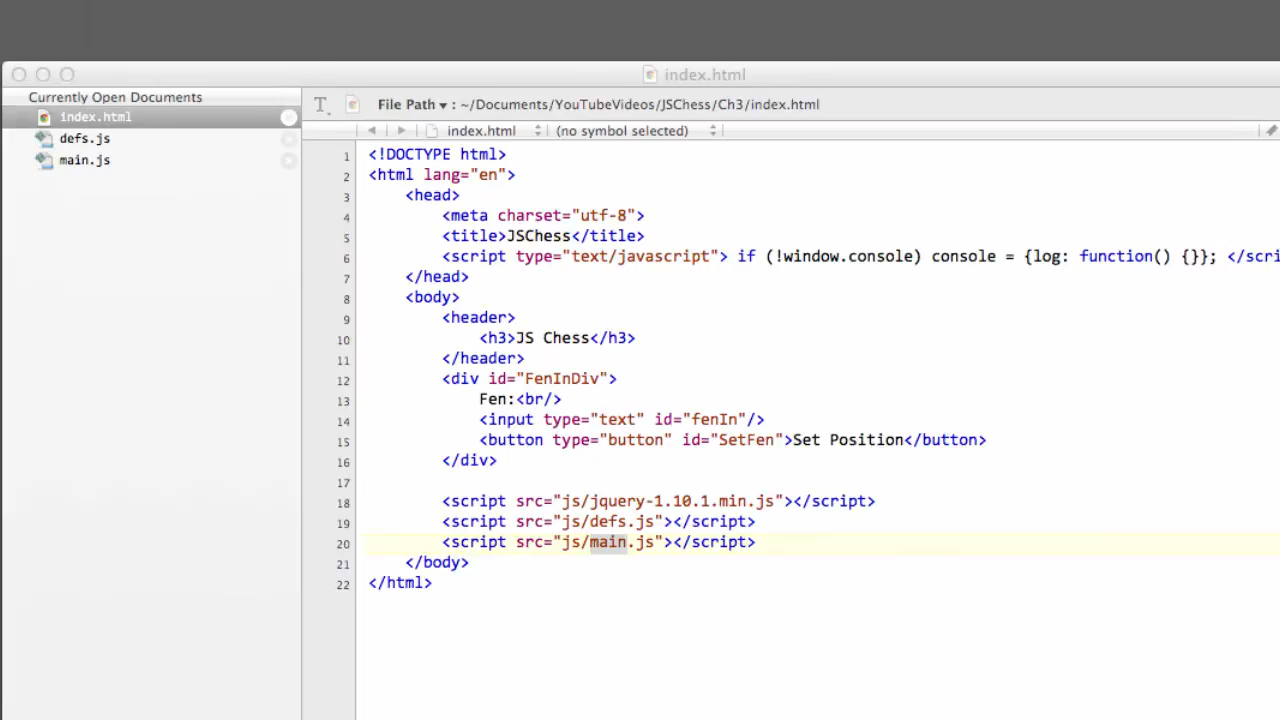 index.html
Currently Open Documents
index.html
defs.js
main.js
File Path ▾ : ~/Documents/YouTubeVideos/JSChess/Ch3/index.html
index.html (no symbol selected)
1 <!DOCTYPE html>
2 <html lang="en">
3 <head>
4 <meta charset="utf-8">
5 <title>JSChess</title>
6 <script type="text/javascript"> if (!window.console) console = {log: function() {}}; </scri
7 </head>
8 <body>
9 <header>
10 <h3>JS Chess</h3>
11 </header>
12 <div id="FenInDiv">
13 Fen:<br/>
14 <input type="text" id="fenIn"/>
15 <button type="button" id="SetFen">Set Position</button>
16 </div>
17
18 <script src="js/jquery-1.10.1.min.js"></script>
19 <script src="js/defs.js"></script>
20 <script src="js/main.js"></script>
21 </body>
22 </html>